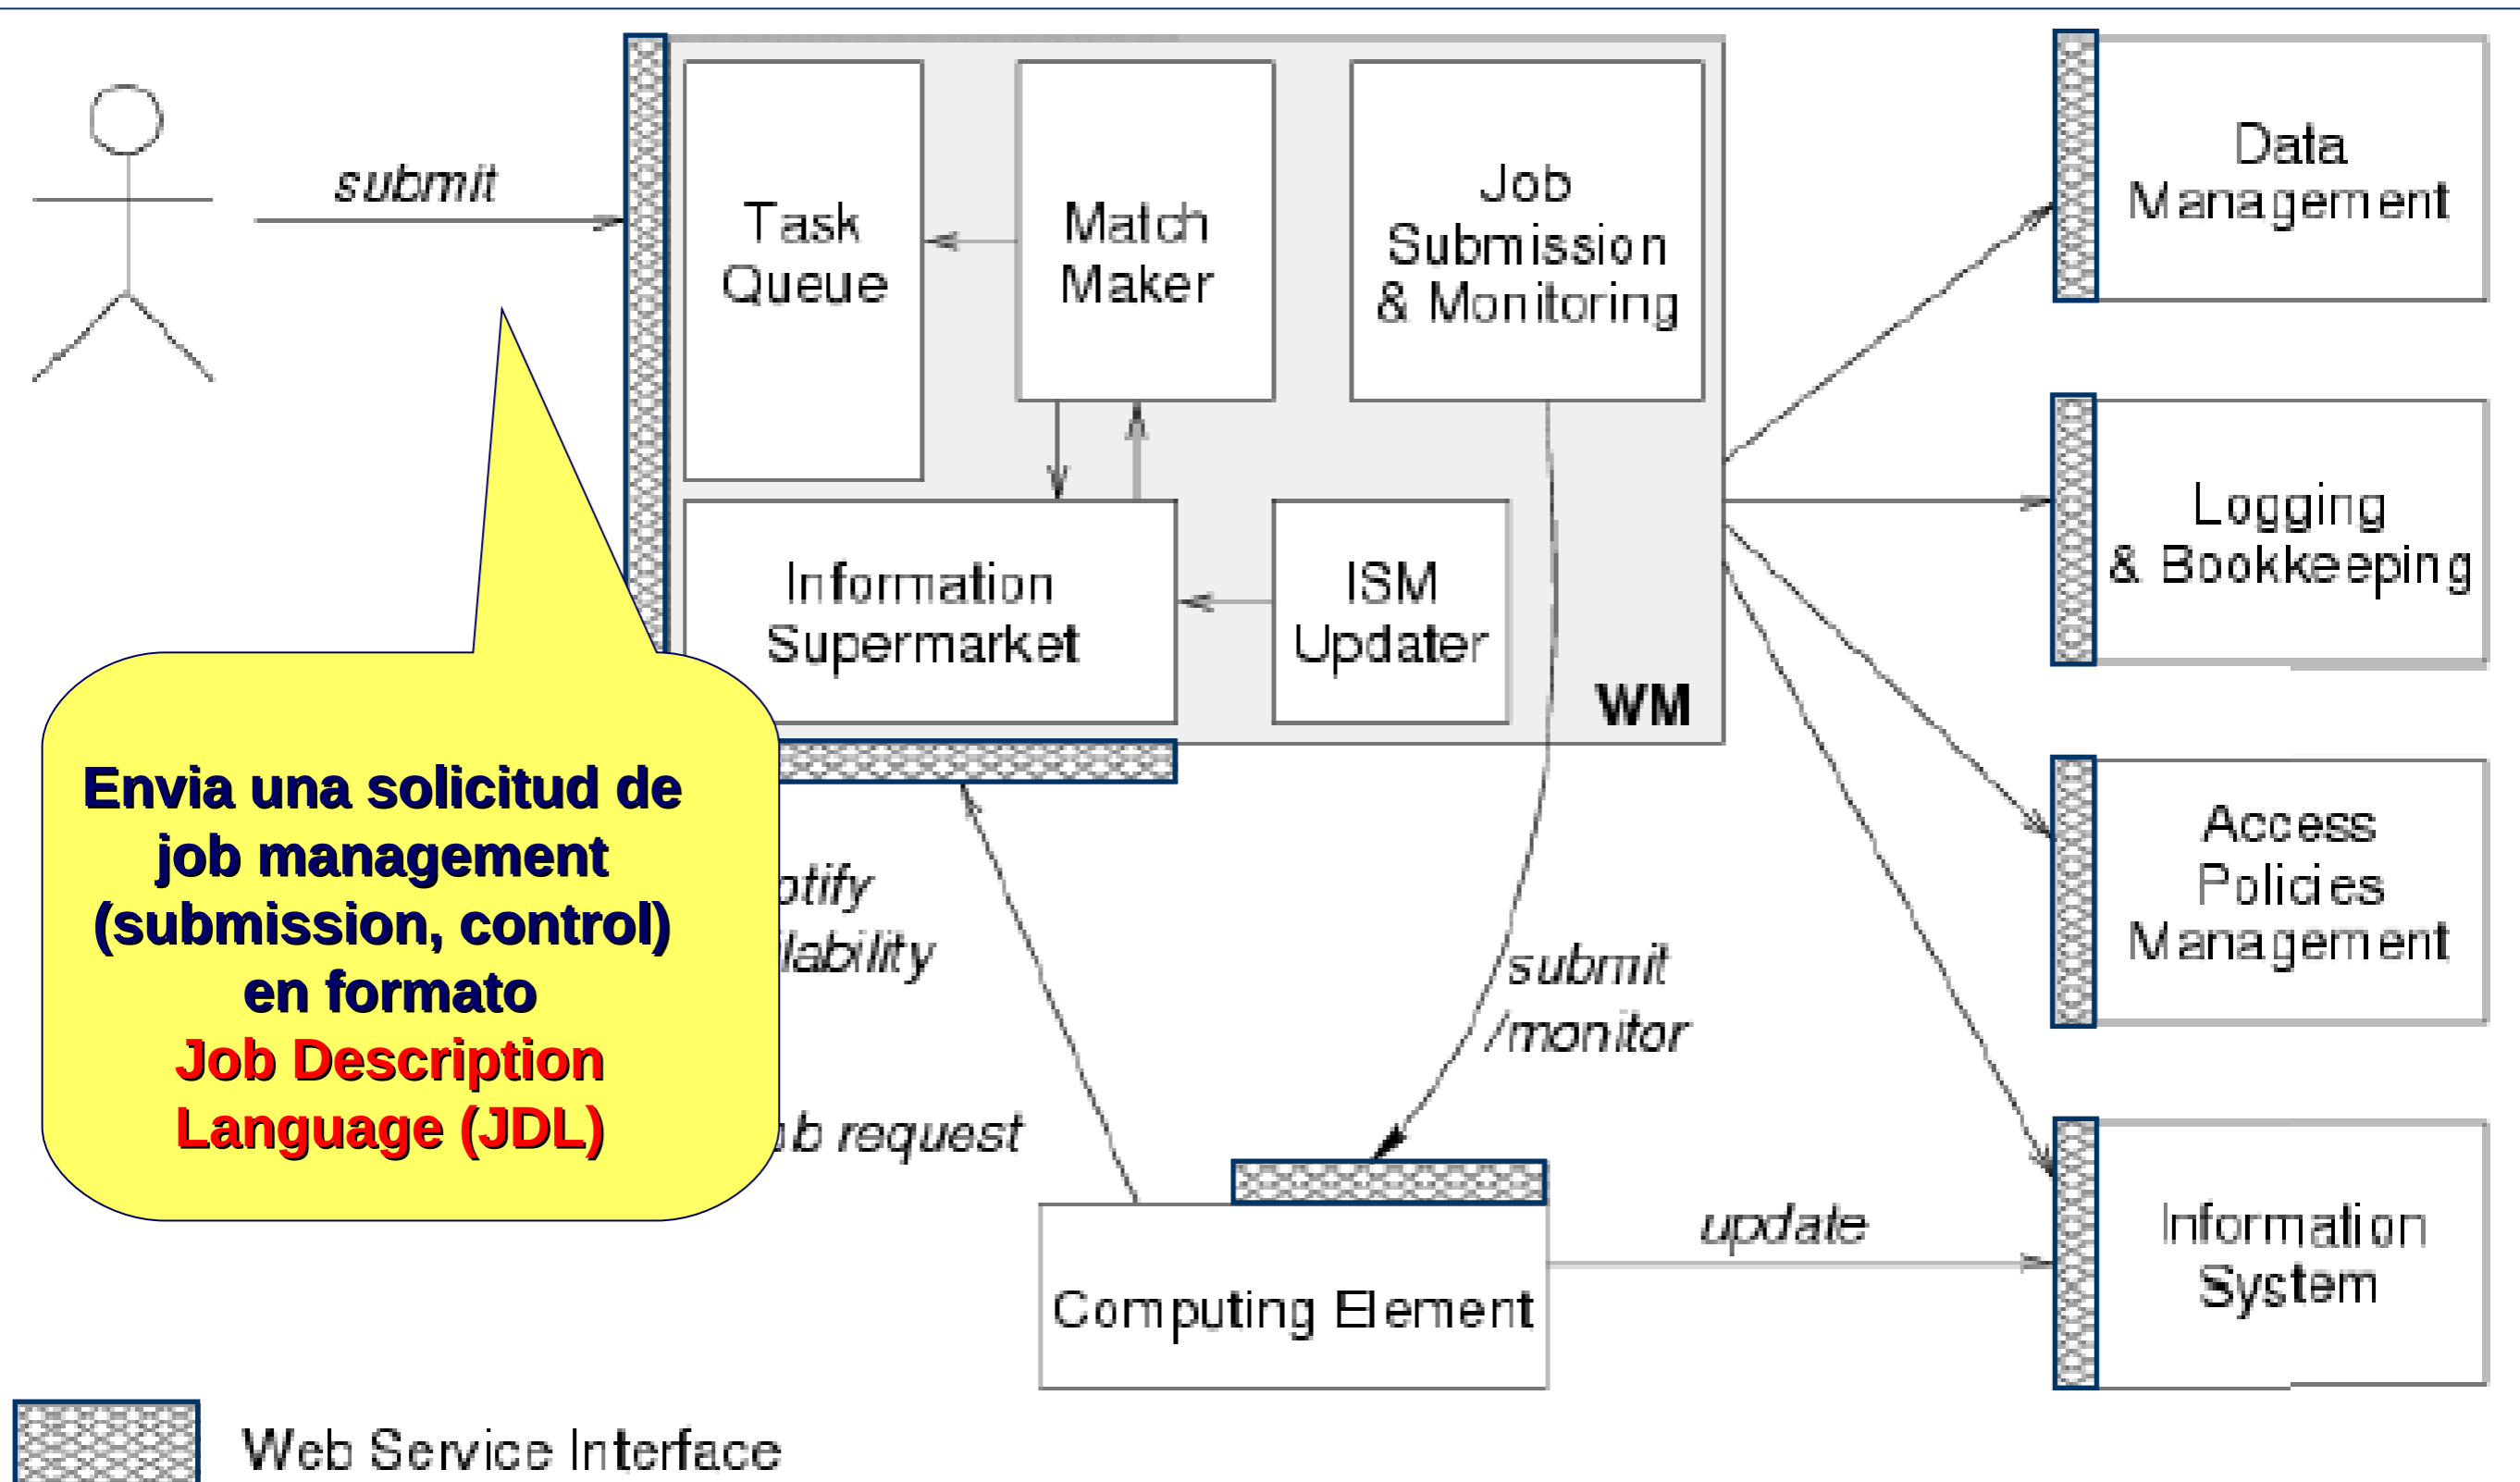 submit
Task
Queue
Match
Maker
Job
Submission
& Monitoring
Information
Supermarket
ISM
Updater
WM
Data
Management
Logging
& Bookkeeping
Access
Policies
Management
Information
System
Envia una solicitud de
job management
(submission, control)
en formato
Job Description
Language (JDL)
request
submit
/monitor
update
Computing Element
Web Service Interface